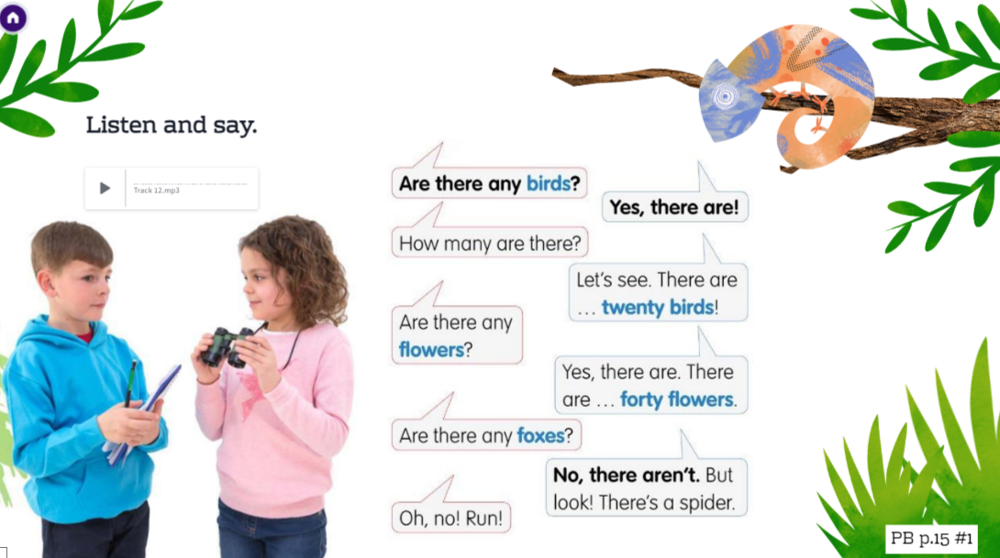 Listen and say.
Track 12.mp3
Are there any birds?
Yes, there are!
How many are there?
Let's see. There are
... twenty birds!
Are there any
flowers?
Yes, there are. There
are ... forty flowers.
Are there any foxes?
No, there aren't. But
look! There's a spider.
Oh, no! Run!
PB p.15 #1